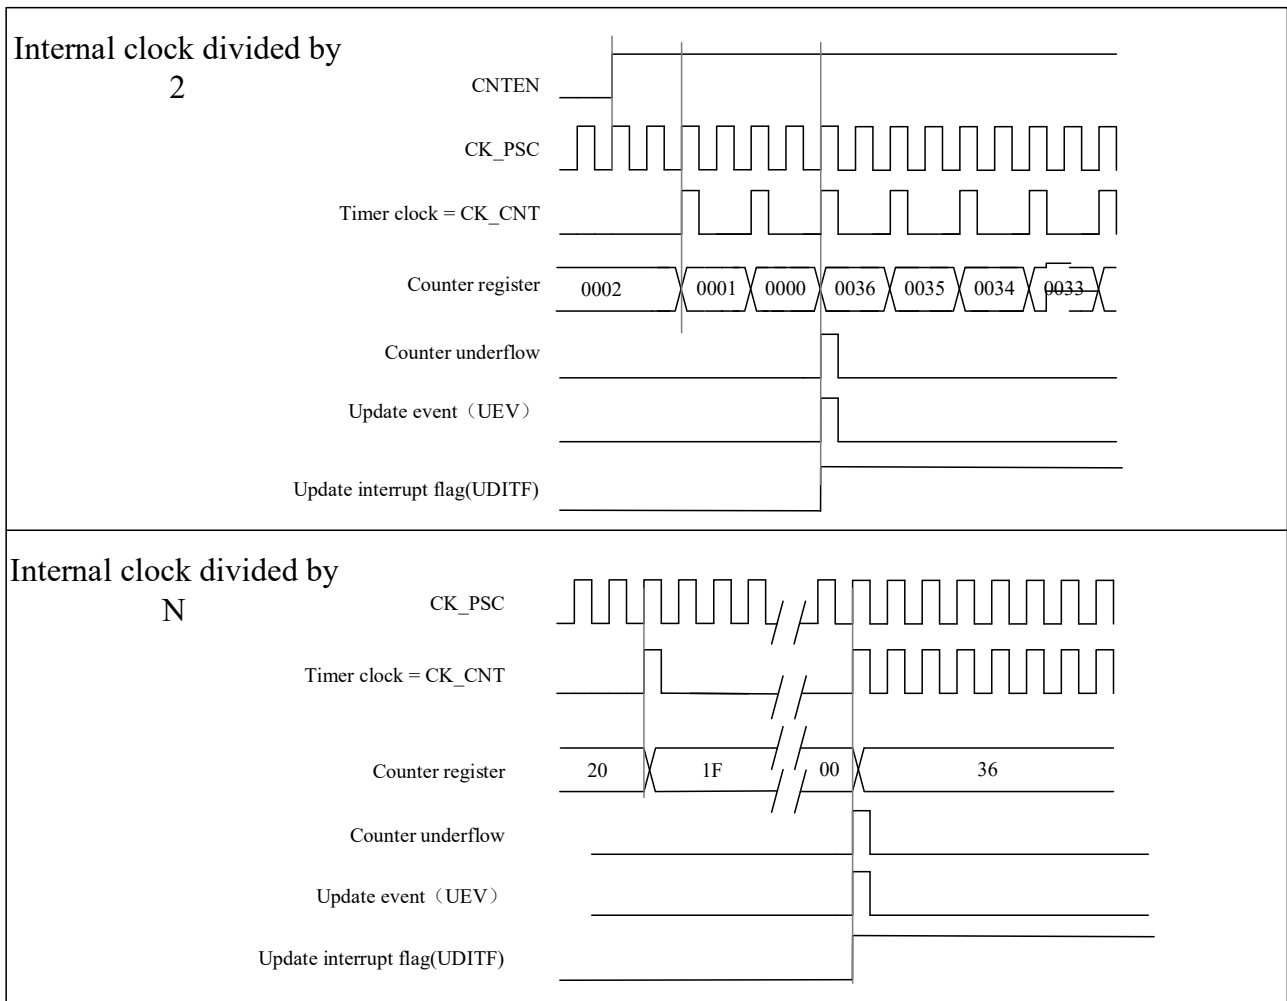 Internal clock divided by
2
CNTEN
CK_PSC
Timer clock = CK_CNT
Counter register
0002 0001 0000 0036 0035 0034 0033
Counter underflow
Update event（UEV）
Update interrupt flag(UDITF)
Internal clock divided by
N
CK_PSC
Timer clock = CK_CNT
Counter register
20 1F 00 36
Counter underflow
Update event（UEV）
Update interrupt flag(UDITF)